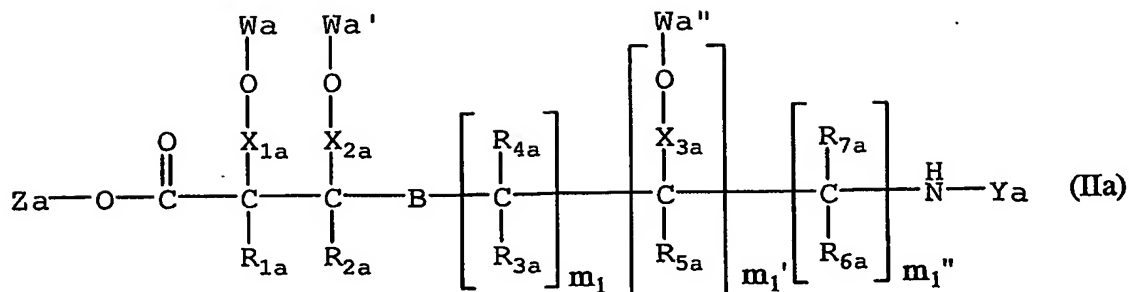 Wa Wa' Wa"
O O O
O X1a X2a R4a X3a R7a H
Za—O—C—C—C—B—C—C—C—N—Ya (IIa)
R1a R2a R3a m1 R5a m1' R6a m1"